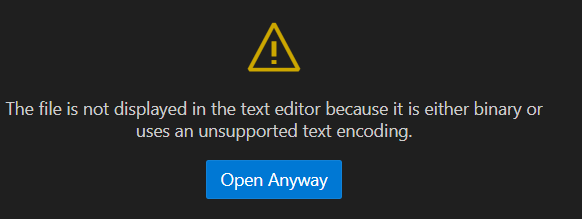 The file is not displayed in the text editor because it is either binary or
uses an unsupported text encoding.
Open Anyway